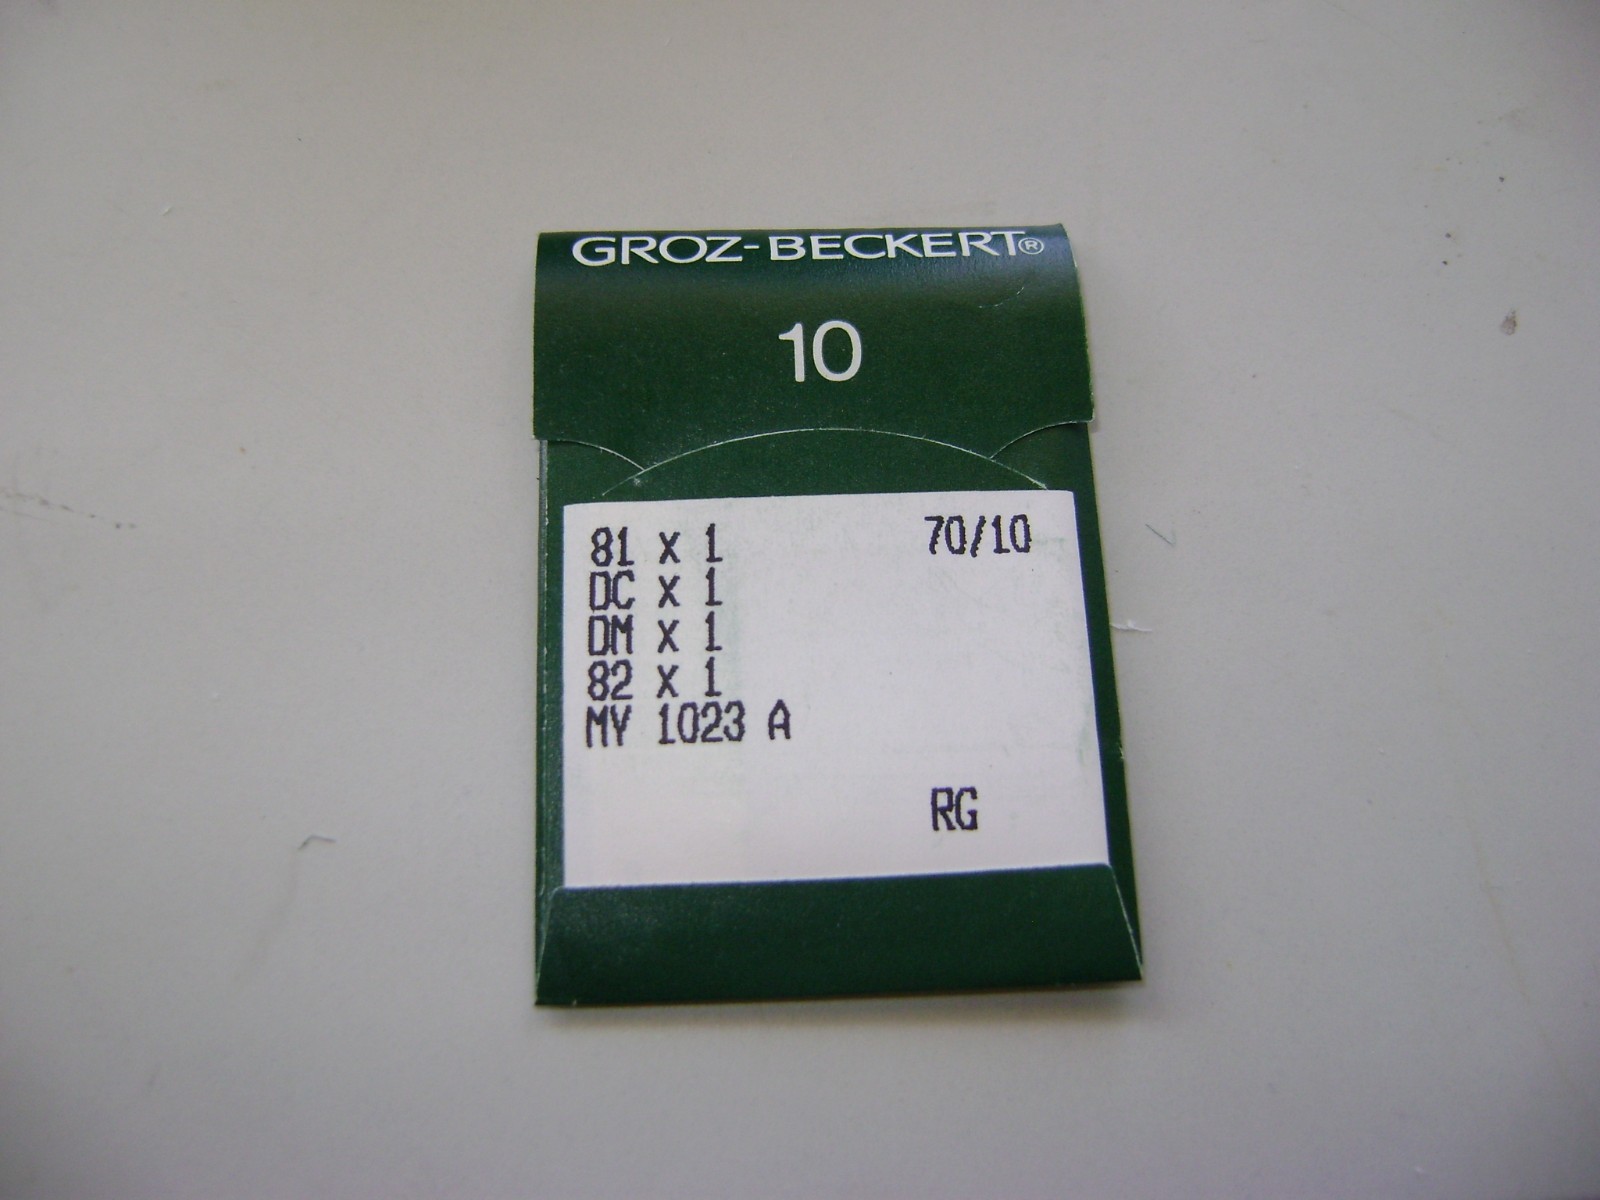 GROZ-BECKERT®
10
81 x 1 70/10
DC x 1
DM x 1
82 x 1
MY 1023 A
RG